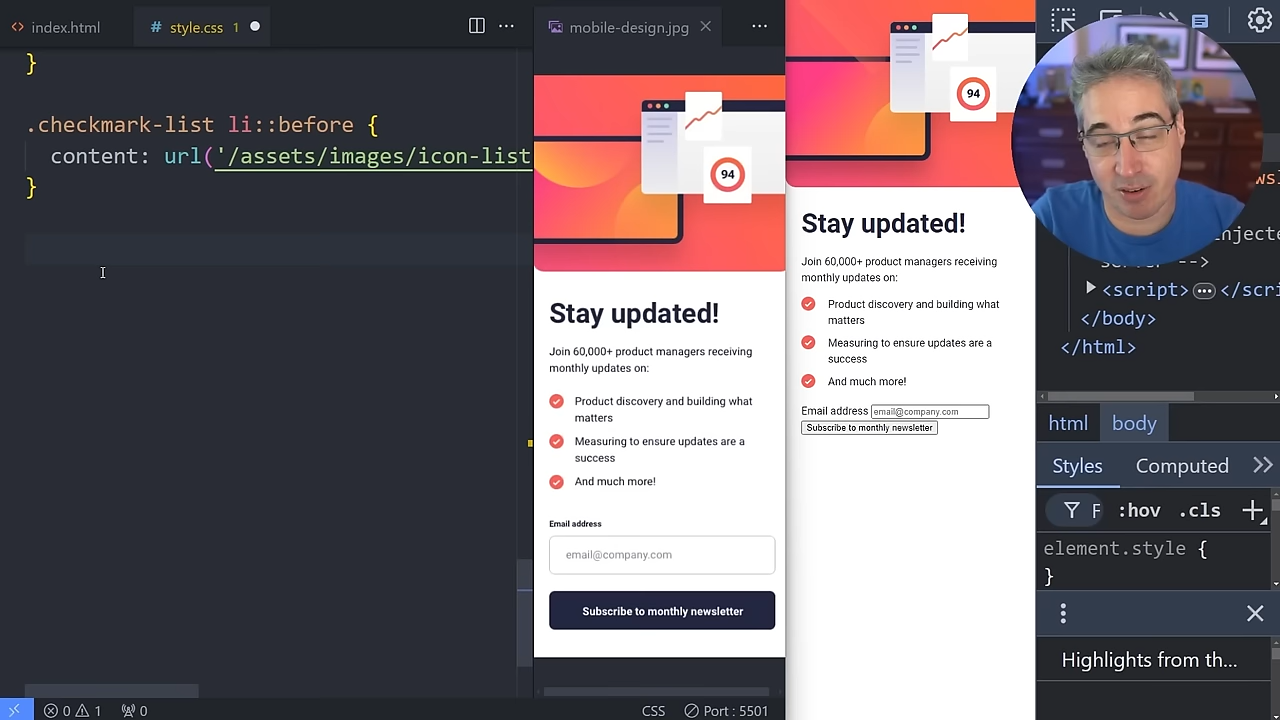 <> index.html
# style.css 1
}
.checkmark-list li::before {
content: url('/assets/images/icon-list
}
CSS
Port : 5501
0 1 0
mobile-design.jpg
94
Stay updated!
Join 60,000+ product managers receiving
monthly updates on:
Product discovery and building what
matters
Measuring to ensure updates are a
success
And much more!
Email address
email@company.com
Subscribe to monthly newsletter
94
Stay updated!
Join 60,000+ product managers receiving
monthly updates on:
Product discovery and building what
matters
Measuring to ensure updates are a
success
And much more!
Email address email@company.com
Subscribe to monthly newsletter
server -->
<script> … </scri
</body>
</html>
html body
Styles Computed
F :hov .cls
element.style {
}
Highlights from th...